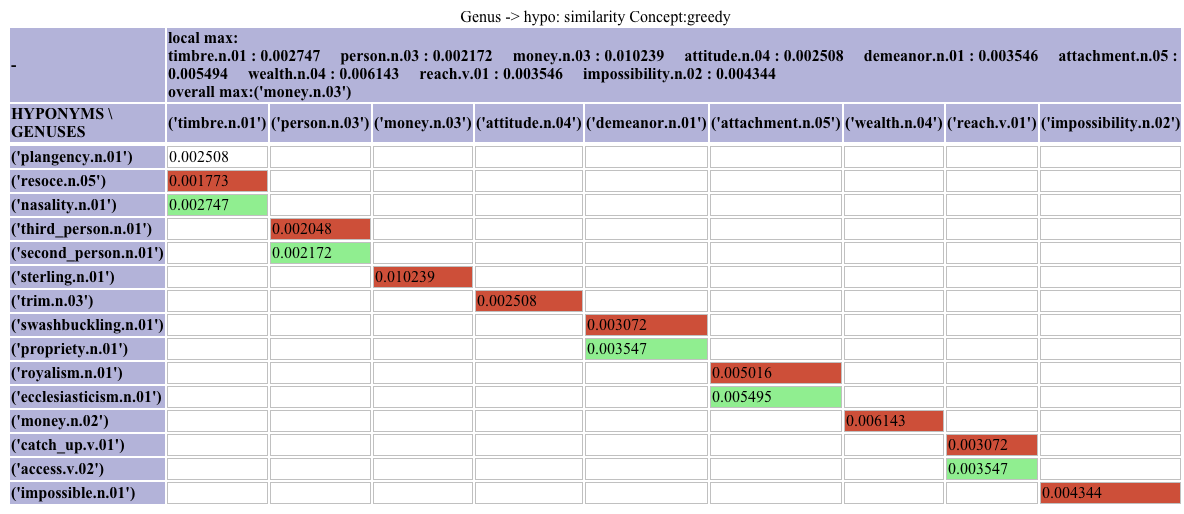 Genus -> hypo: similarity Concept:greedy
-
local max:
timbre.n.01 : 0.002747 person.n.03 : 0.002172 money.n.03 : 0.010239 attitude.n.04 : 0.002508 demeanor.n.01 : 0.003546 attachment.n.05 :
0.005494 wealth.n.04 : 0.006143 reach.v.01 : 0.003546 impossibility.n.02 : 0.004344
overall max:('money.n.03')
HYPONYMS \
GENUSES
('timbre.n.01') ('person.n.03') ('money.n.03') ('attitude.n.04') ('demeanor.n.01') ('attachment.n.05') ('wealth.n.04') ('reach.v.01') ('impossibility.n.02')
('plangency.n.01') 0.002508
('resoce.n.05') 0.001773
('nasality.n.01') 0.002747
('third_person.n.01') 0.002048
('second_person.n.01') 0.002172
('sterling.n.01') 0.010239
('trim.n.03') 0.002508
('swashbuckling.n.01') 0.003072
('propriety.n.01') 0.003547
('royalism.n.01') 0.005016
('ecclesiasticism.n.01') 0.005495
('money.n.02') 0.006143
('catch_up.v.01') 0.003072
('access.v.02') 0.003547
('impossible.n.01') 0.004344